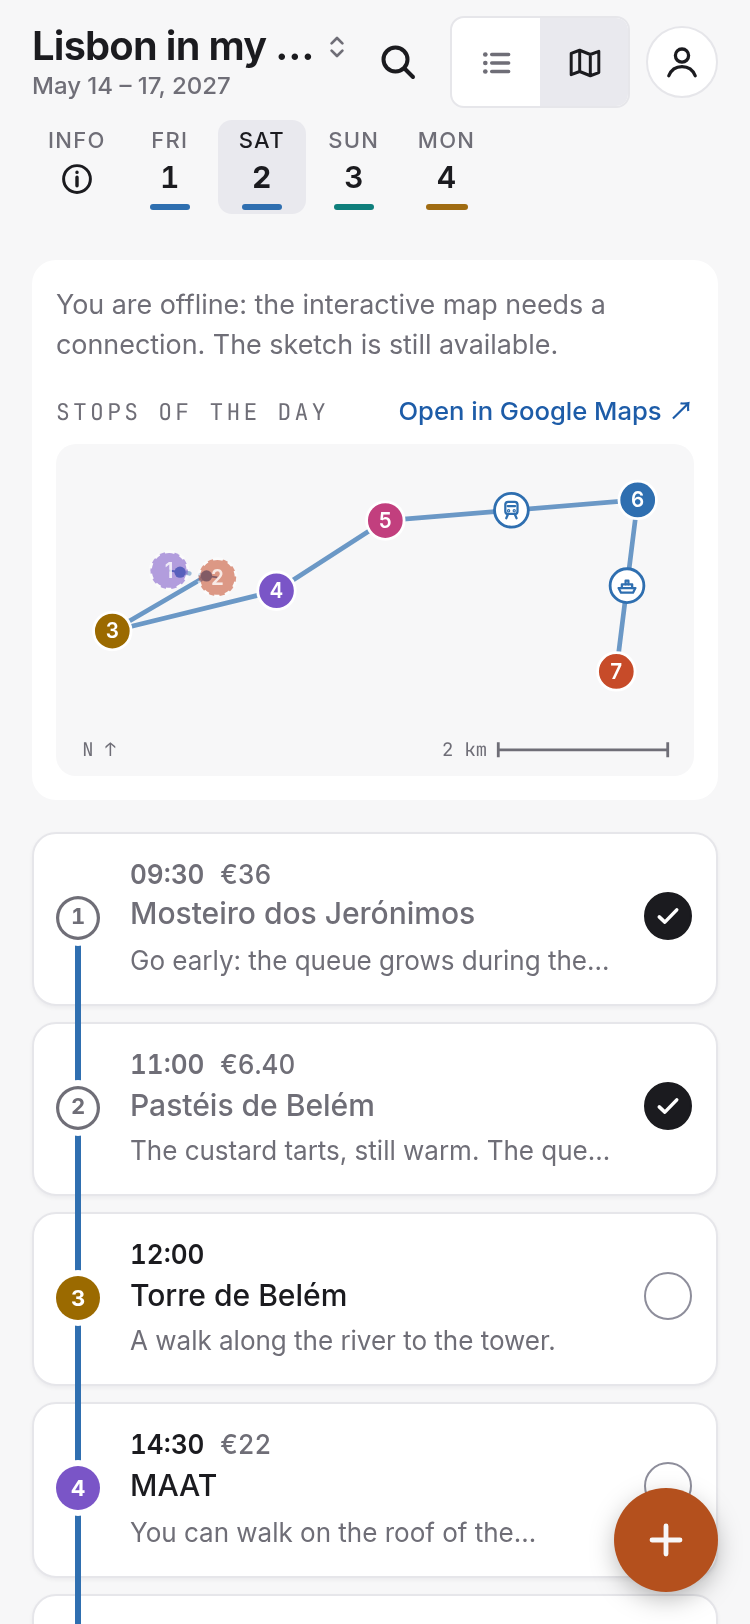 Lisbon in my ...
May 14 – 17, 2027
INFO FRI SAT SUN MON
1 2 3 4
You are offline: the interactive map needs a
connection. The sketch is still available.
STOPS OF THE DAY Open in Google Maps ↗
6
5
1 2
4
3
7
N ↑ 2 km
09:30 €36
1 Mosteiro dos Jerónimos
Go early: the queue grows during the...
11:00 €6.40
2 Pastéis de Belém
The custard tarts, still warm. The que...
12:00
3 Torre de Belém
A walk along the river to the tower.
14:30 €22
4 MAAT
You can walk on the roof of the...